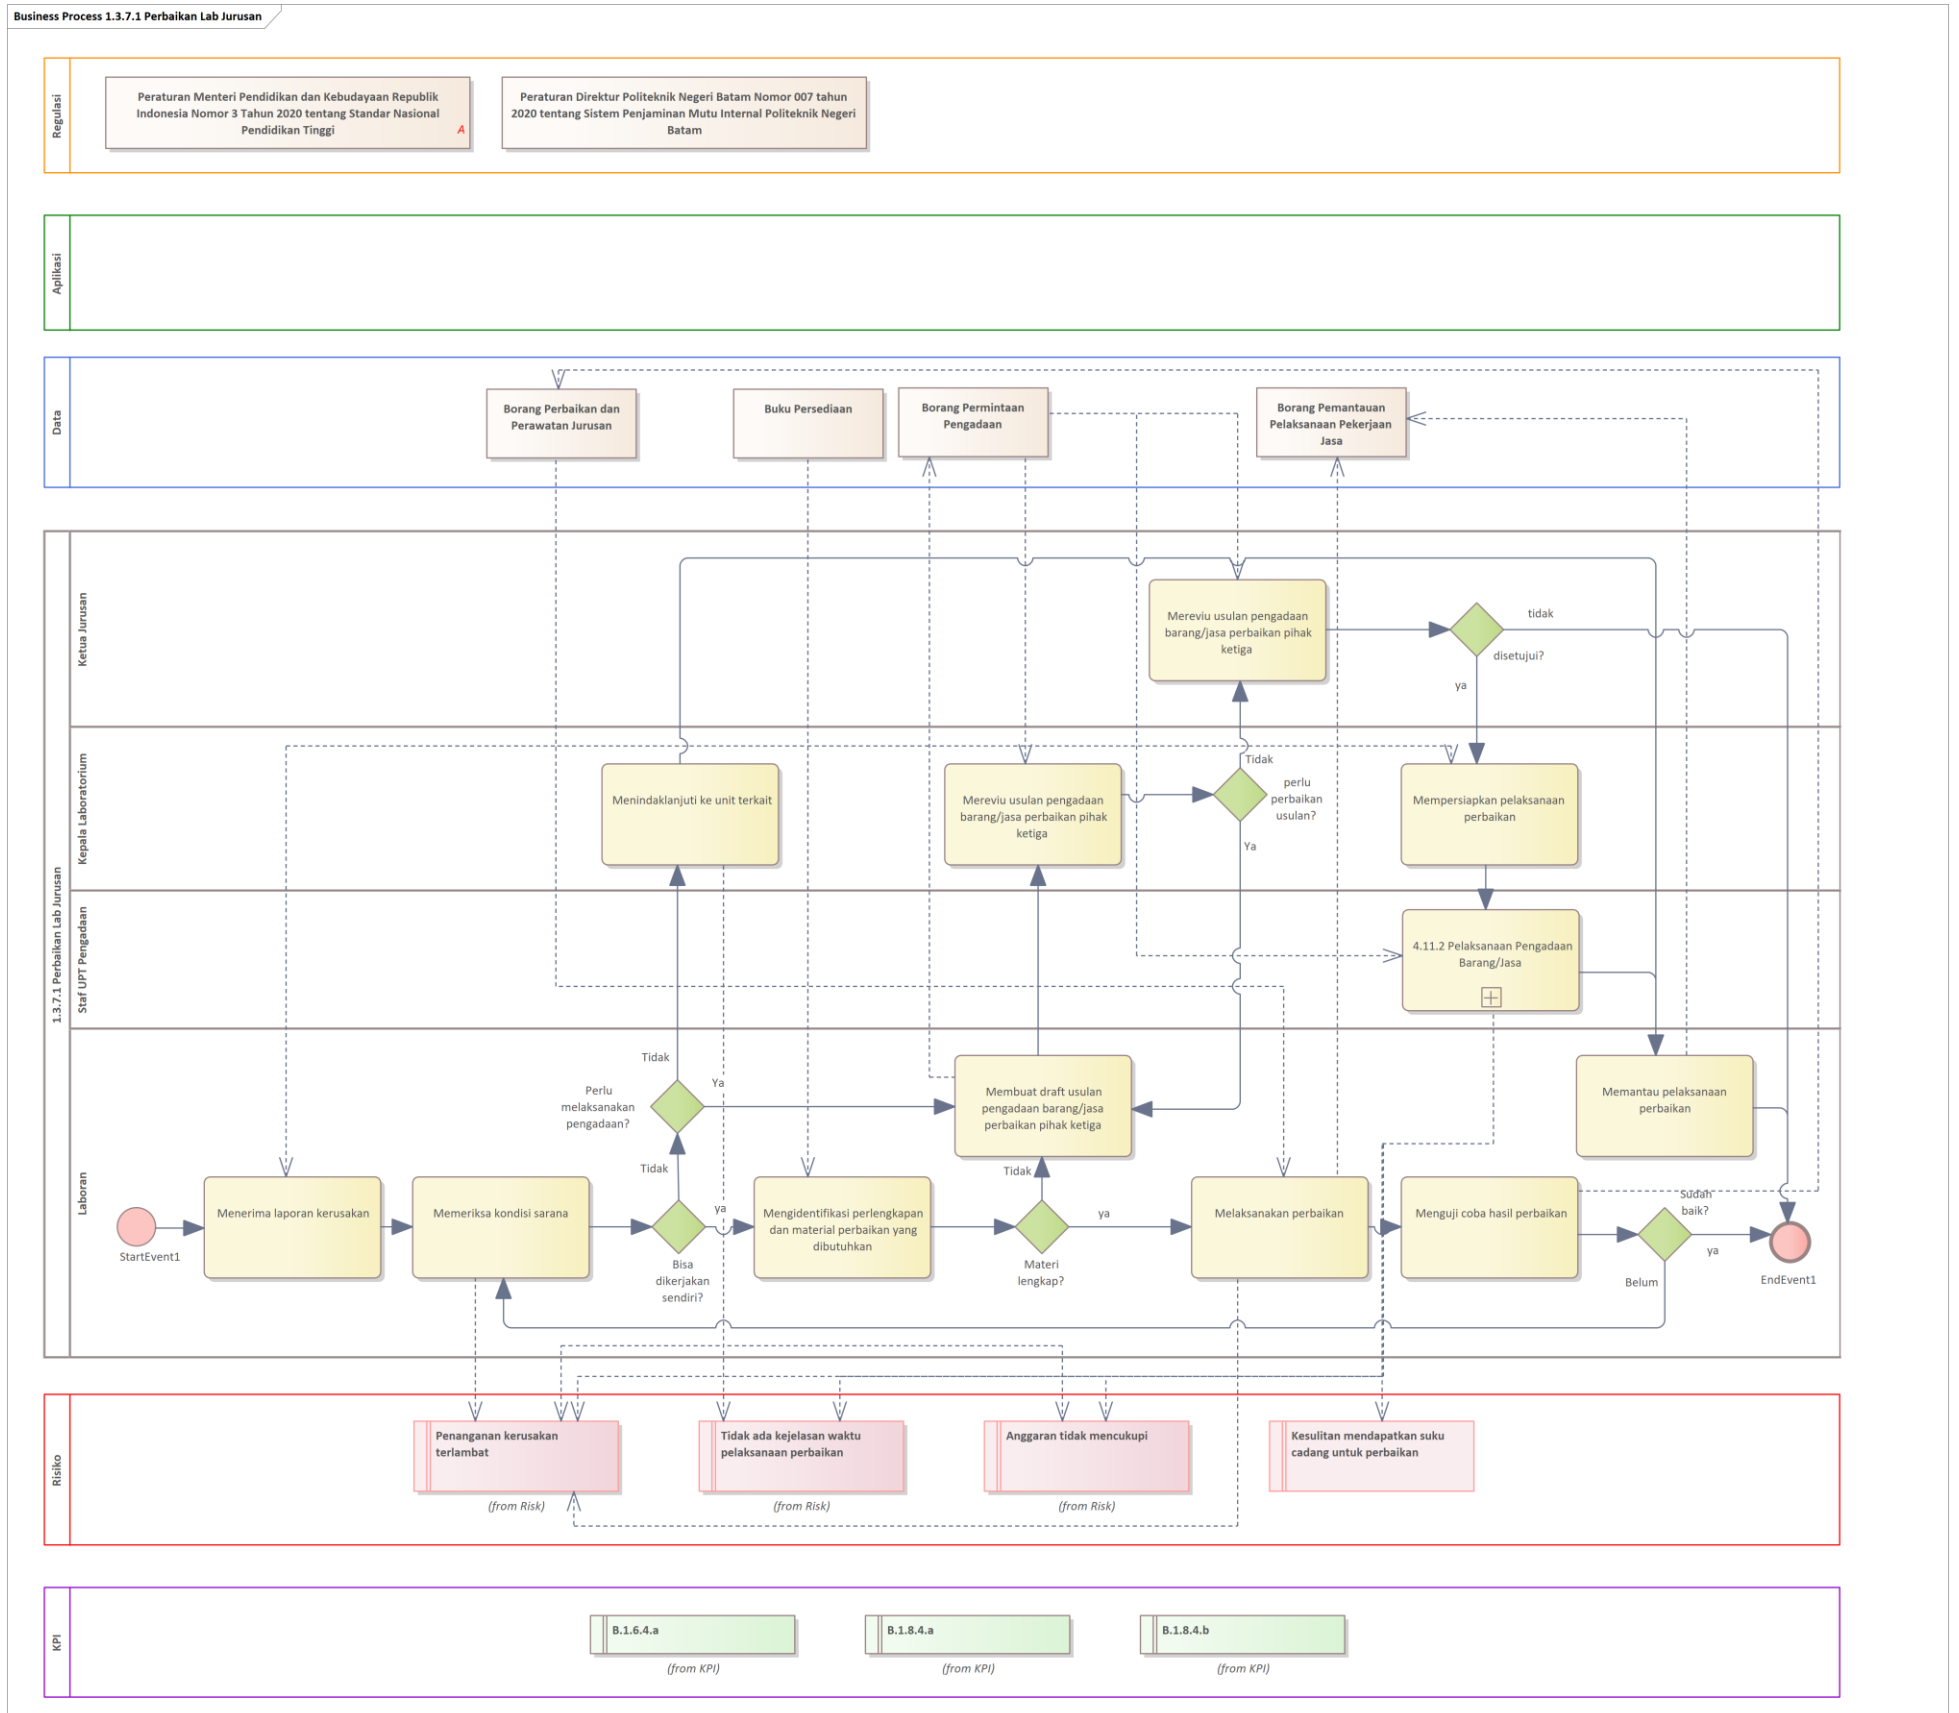 Business Process 1.3.7.1 Perbaikan Lab Jurusan
Regulasi
Peraturan Menteri Pendidikan dan Kebudayaan Republik
Indonesia Nomor 3 Tahun 2020 tentang Standar Nasional
Pendidikan Tinggi
A
Peraturan Direktur Politeknik Negeri Batam Nomor 007 tahun
2020 tentang Sistem Penjaminan Mutu Internal Politeknik Negeri
Batam
Aplikasi
Data
Borang Perbaikan dan
Perawatan Jurusan
Buku Persediaan
Borang Permintaan
Pengadaan
Borang Pemantauan
Pelaksanaan Pekerjaan
Jasa
1.3.7.1 Perbaikan Lab Jurusan
Ketua Jurusan
Mereviu usulan pengadaan
barang/jasa perbaikan pihak
ketiga
tidak
disetujui?
ya
Kepala Laboratorium
Menindaklanjuti ke unit terkait
Mereviu usulan pengadaan
barang/jasa perbaikan pihak
ketiga
Tidak
perlu
perbaikan
usulan?
Ya
Mempersiapkan pelaksanaan
perbaikan
Staf UPT Pengadaan
4.11.2 Pelaksanaan Pengadaan
Barang/Jasa
Laboran
Tidak
Ya
Perlu
melaksanakan
pengadaan?
Membuat draft usulan
pengadaan barang/jasa
perbaikan pihak ketiga
Memantau pelaksanaan
perbaikan
Tidak
Tidak
StartEvent1
Menerima laporan kerusakan
Memeriksa kondisi sarana
ya
Bisa
dikerjakan
sendiri?
Mengidentifikasi perlengkapan
dan material perbaikan yang
dibutuhkan
Materi
lengkap?
ya
Melaksanakan perbaikan
Menguji coba hasil perbaikan
Sudah
baik?
ya
Belum
EndEvent1
Risiko
Penanganan kerusakan
terlambat
(from Risk)
Tidak ada kejelasan waktu
pelaksanaan perbaikan
(from Risk)
Anggaran tidak mencukupi
(from Risk)
Kesulitan mendapatkan suku
cadang untuk perbaikan
KPI
B.1.6.4.a
(from KPI)
B.1.8.4.a
(from KPI)
B.1.8.4.b
(from KPI)